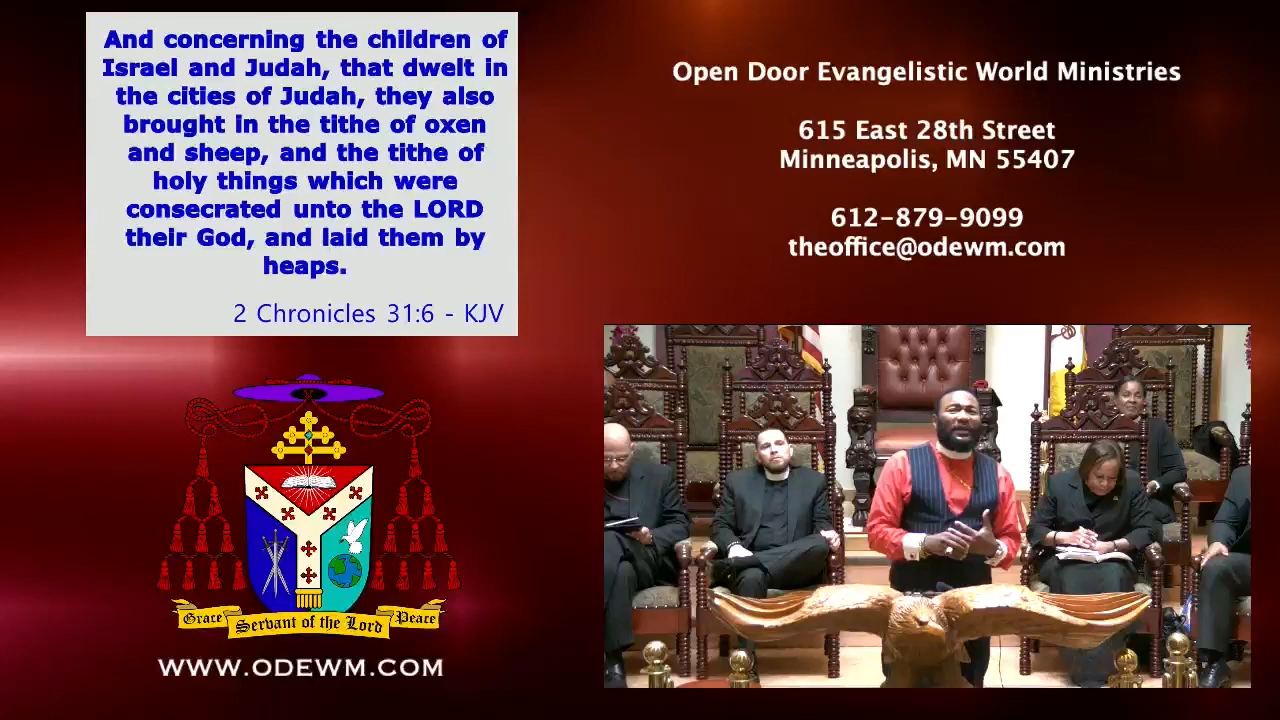 And concerning the children of
Israel and Judah, that dwelt in
the cities of Judah, they also
brought in the tithe of oxen
and sheep, and the tithe of
holy things which were
consecrated unto the LORD
their God, and laid them by
heaps.
2 Chronicles 31:6 - KJV
Open Door Evangelistic World Ministries
615 East 28th Street
Minneapolis, MN 55407
612-879-9099
theoffice@odewm.com
Grace Servant of the Lord Peace
WWW.ODEWM.COM